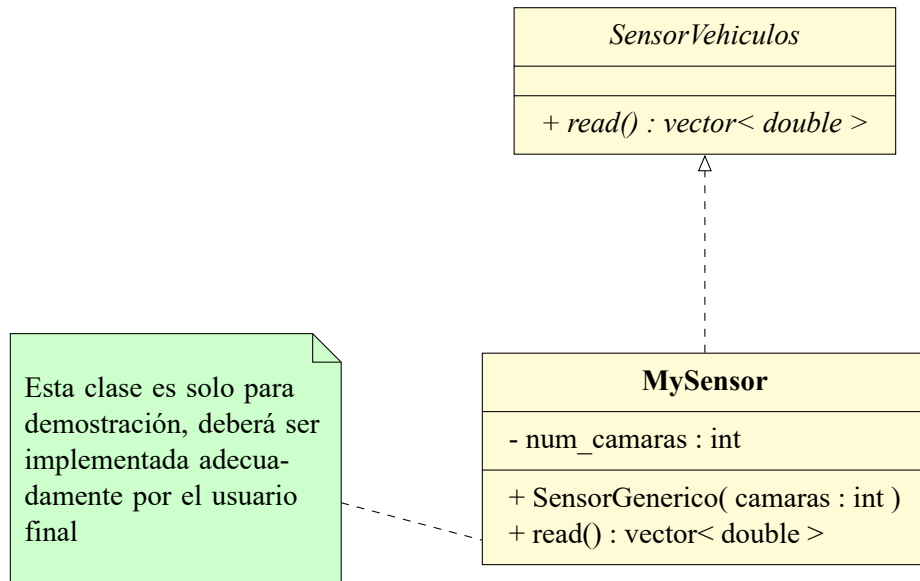 SensorVehiculos
+ read() : vector< double >
MySensor
- num_camaras : int
+ SensorGenerico( camaras : int )
+ read() : vector< double >
Esta clase es solo para
demostración, deberá ser
implementada adecua-
damente por el usuario
final